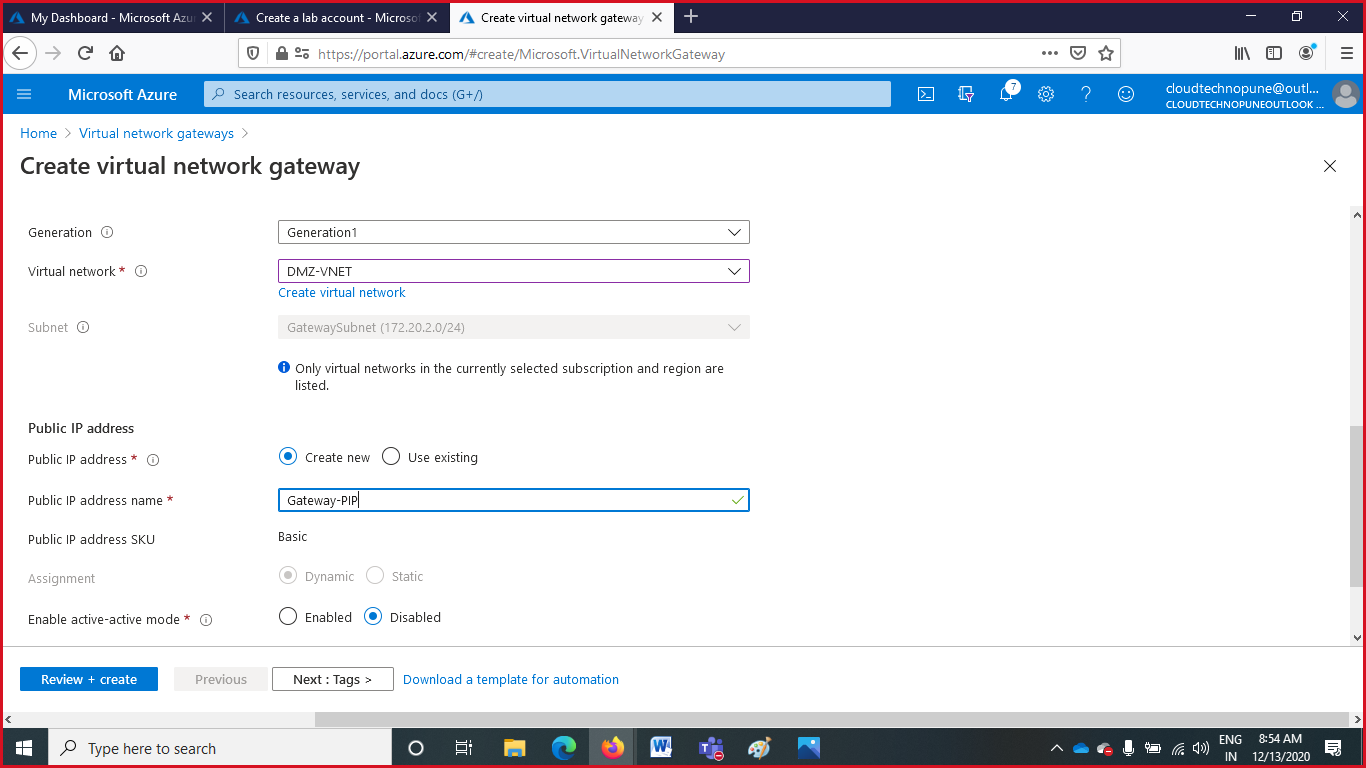 My Dashboard - Microsoft Azu
Create a lab account - Microsof
Create virtual network gateway
https://portal.azure.com/#create/Microsoft.VirtualNetworkGateway
Microsoft Azure
Search resources, services, and docs (G+/)
7
cloudtechnopune@outl...
CLOUDTECHNOPUNEOUTLOOK ...
Home > Virtual network gateways >
Create virtual network gateway
Generation
Generation1
Virtual network *
DMZ-VNET
Create virtual network
Subnet
GatewaySubnet (172.20.2.0/24)
Only virtual networks in the currently selected subscription and region are
listed.
Public IP address
Public IP address *
Create new
Use existing
Public IP address name *
Gateway-PIP
Public IP address SKU
Basic
Assignment
Dynamic
Static
Enable active-active mode *
Enabled
Disabled
Review + create
Previous
Next : Tags >
Download a template for automation
Type here to search
ENG
IN
8:54 AM
12/13/2020